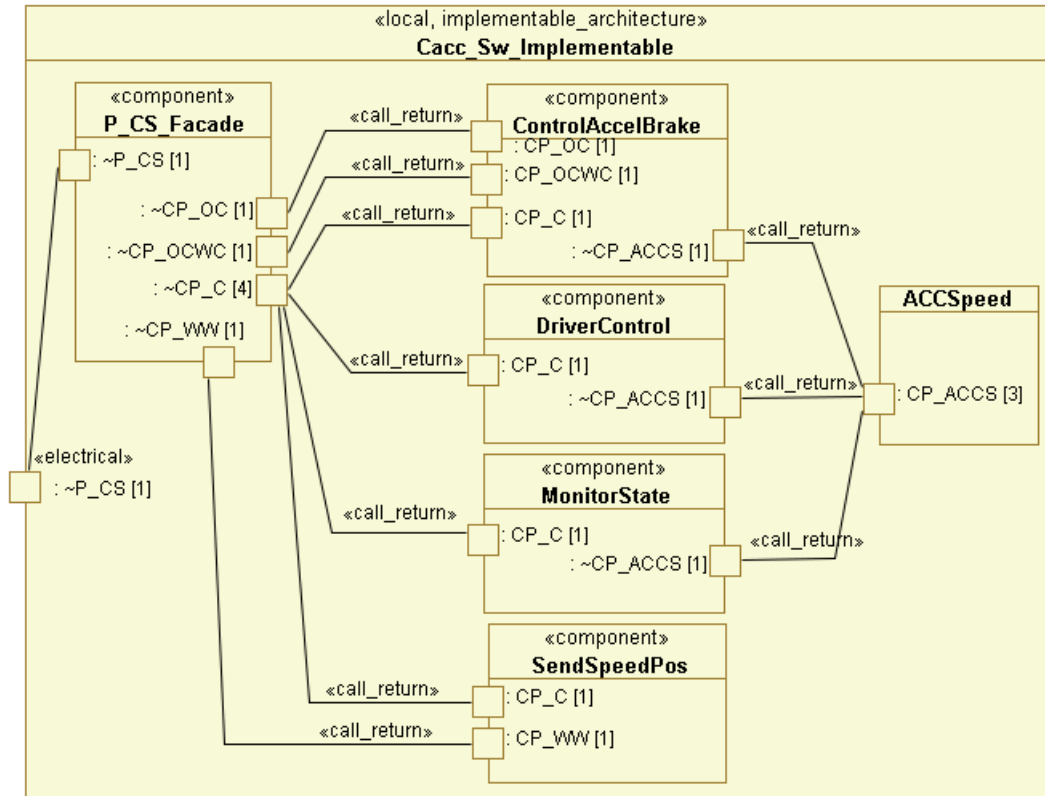 «local, implementable_architecture»
Cacc_Sw_Implementable
«component»
P_CS_Facade
: ~P_CS [1]
: ~CP_OC [1]
: ~CP_OCWC [1]
: ~CP_C [4]
: ~CP_WW [1]
«electrical»
: ~P_CS [1]
«call_return»
«call_return»
«call_return»
«call_return»
«call_return»
«call_return»
«call_return»
«component»
ControlAccelBrake
: CP_OC [1]
: CP_OCWC [1]
: CP_C [1]
: ~CP_ACCS [1]
«component»
DriverControl
: CP_C [1]
: ~CP_ACCS [1]
«component»
MonitorState
: CP_C [1]
: ~CP_ACCS [1]
«component»
SendSpeedPos
: CP_C [1]
: CP_WW [1]
«call_return»
«call_return»
«call_return»
ACCSpeed
: CP_ACCS [3]